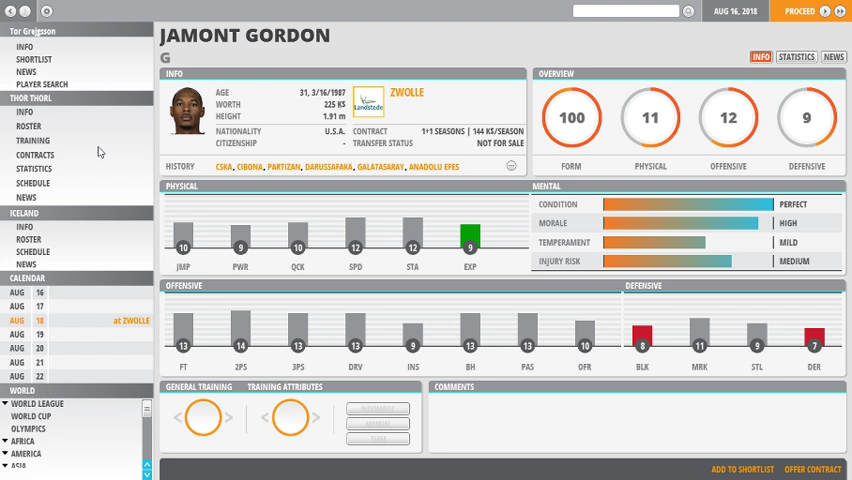 AUG 16, 2018
PROCEED
Tor Grejgsson
INFO
SHORTLIST
NEWS
PLAYER SEARCH
THOR THORL
INFO
ROSTER
TRAINING
CONTRACTS
STATISTICS
SCHEDULE
NEWS
ICELAND
INFO
ROSTER
SCHEDULE
NEWS
CALENDAR
AUG 16
AUG 17
AUG 18 at ZWOLLE
AUG 19
AUG 20
AUG 21
AUG 22
WORLD
WORLD LEAGUE
WORLD CUP
OLYMPICS
AFRICA
AMERICA
ASIA
JAMONT GORDON
G
INFO STATISTICS NEWS
INFO
AGE 31, 3/16/1987
WORTH 225 K$
HEIGHT 1.91 m
NATIONALITY U.S.A.
CITIZENSHIP -
Landstede
ZWOLLE
CONTRACT 1+1 SEASONS | 144 K$/SEASON
TRANSFER STATUS NOT FOR SALE
HISTORY CSKA, CIBONA, PARTIZAN, DARUSSAFAKA, GALATASARAY, ANADOLU EFES
OVERVIEW
100 11 12 9
FORM PHYSICAL OFFENSIVE DEFENSIVE
PHYSICAL
10 9 10 12 12 9
JMP PWR QCK SPD STA EXP
MENTAL
CONDITION PERFECT
MORALE HIGH
TEMPERAMENT MILD
INJURY RISK MEDIUM
OFFENSIVE
13 14 13 13 9 13 13 10
FT 2PS 3PS DRV INS BH PAS OFR
DEFENSIVE
8 11 9 7
BLK MRK STL DER
GENERAL TRAINING TRAINING ATTRIBUTES
AUTOMATIC
MANUAL
TEAM
COMMENTS
ADD TO SHORTLIST OFFER CONTRACT